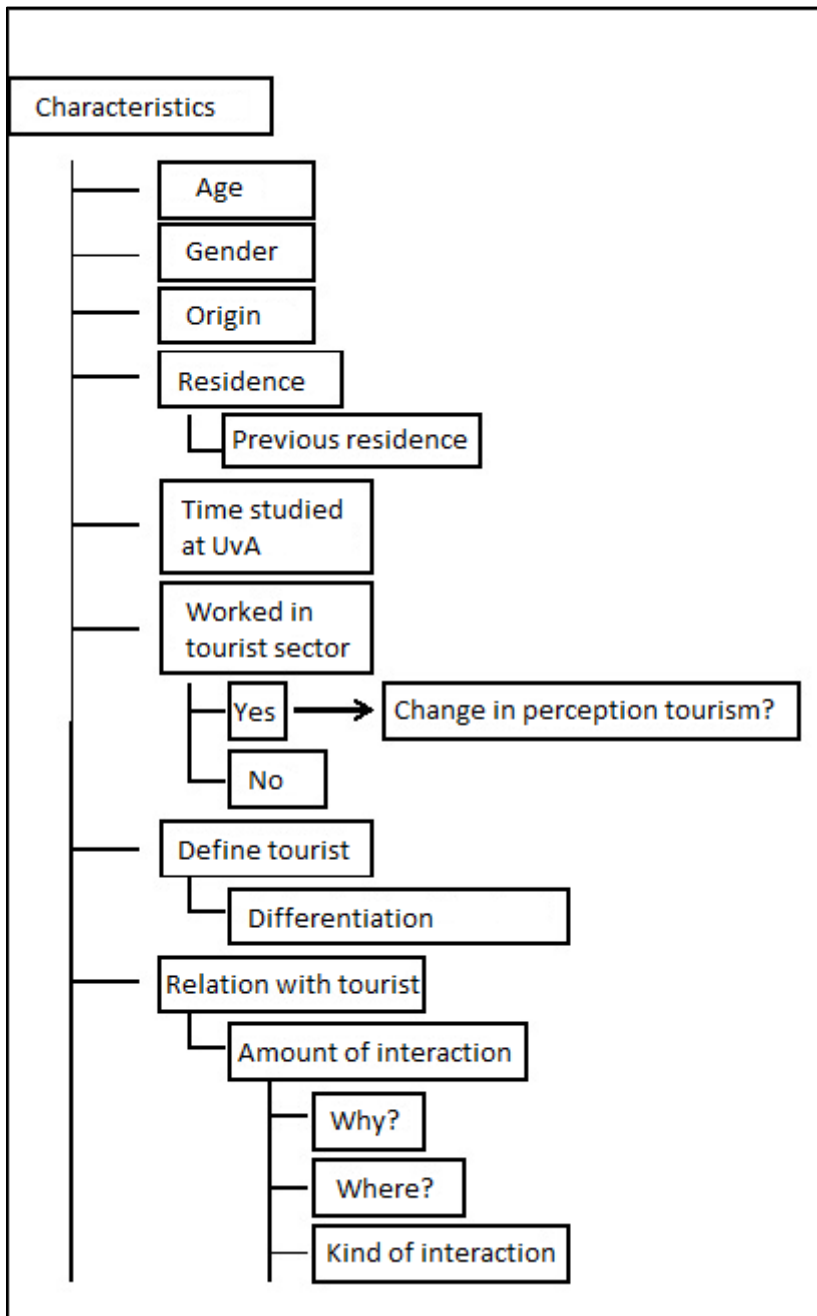 Characteristics
Age
Gender
Origin
Residence
Previous residence
Time studied
at UvA
Worked in
tourist sector
Yes
Change in perception tourism?
No
Define tourist
Differentiation
Relation with tourist
Amount of interaction
Why?
Where?
Kind of interaction